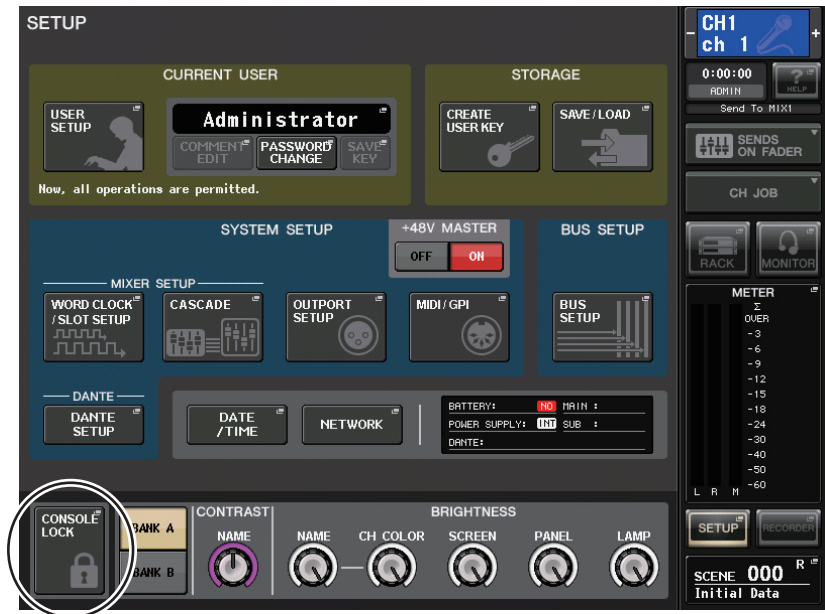 SETUP
CURRENT USER
USER
SETUP
Administrator
COMMENT
EDIT
PASSWORD
CHANGE
SAVE
KEY
Now, all operations are permitted.
STORAGE
CREATE
USER KEY
SAVE/LOAD
SYSTEM SETUP
+48V MASTER
OFF
ON
BUS SETUP
MIXER SETUP
WORD CLOCK
/SLOT SETUP
CASCADE
OUTPORT
SETUP
MIDI/GPI
BUS
SETUP
DANTE
DANTE
SETUP
DATE
/TIME
NETWORK
BATTERY: NO MAIN :
POWER SUPPLY: INT SUB :
DANTE:
CONSOLE
LOCK
BANK A
BANK B
CONTRAST
NAME
BRIGHTNESS
NAME
CH COLOR
SCREEN
PANEL
LAMP
- CH1 +
ch 1
0:00:00
ADMIN
?
HELP
Send To MIX1
SENDS
ON FADER
CH JOB
RACK
MONITOR
METER
Σ
OVER
-3
-6
-9
-12
-15
-18
-24
-30
-40
-50
-60
L R M
SETUP
RECORDER
SCENE 000 R
Initial Data